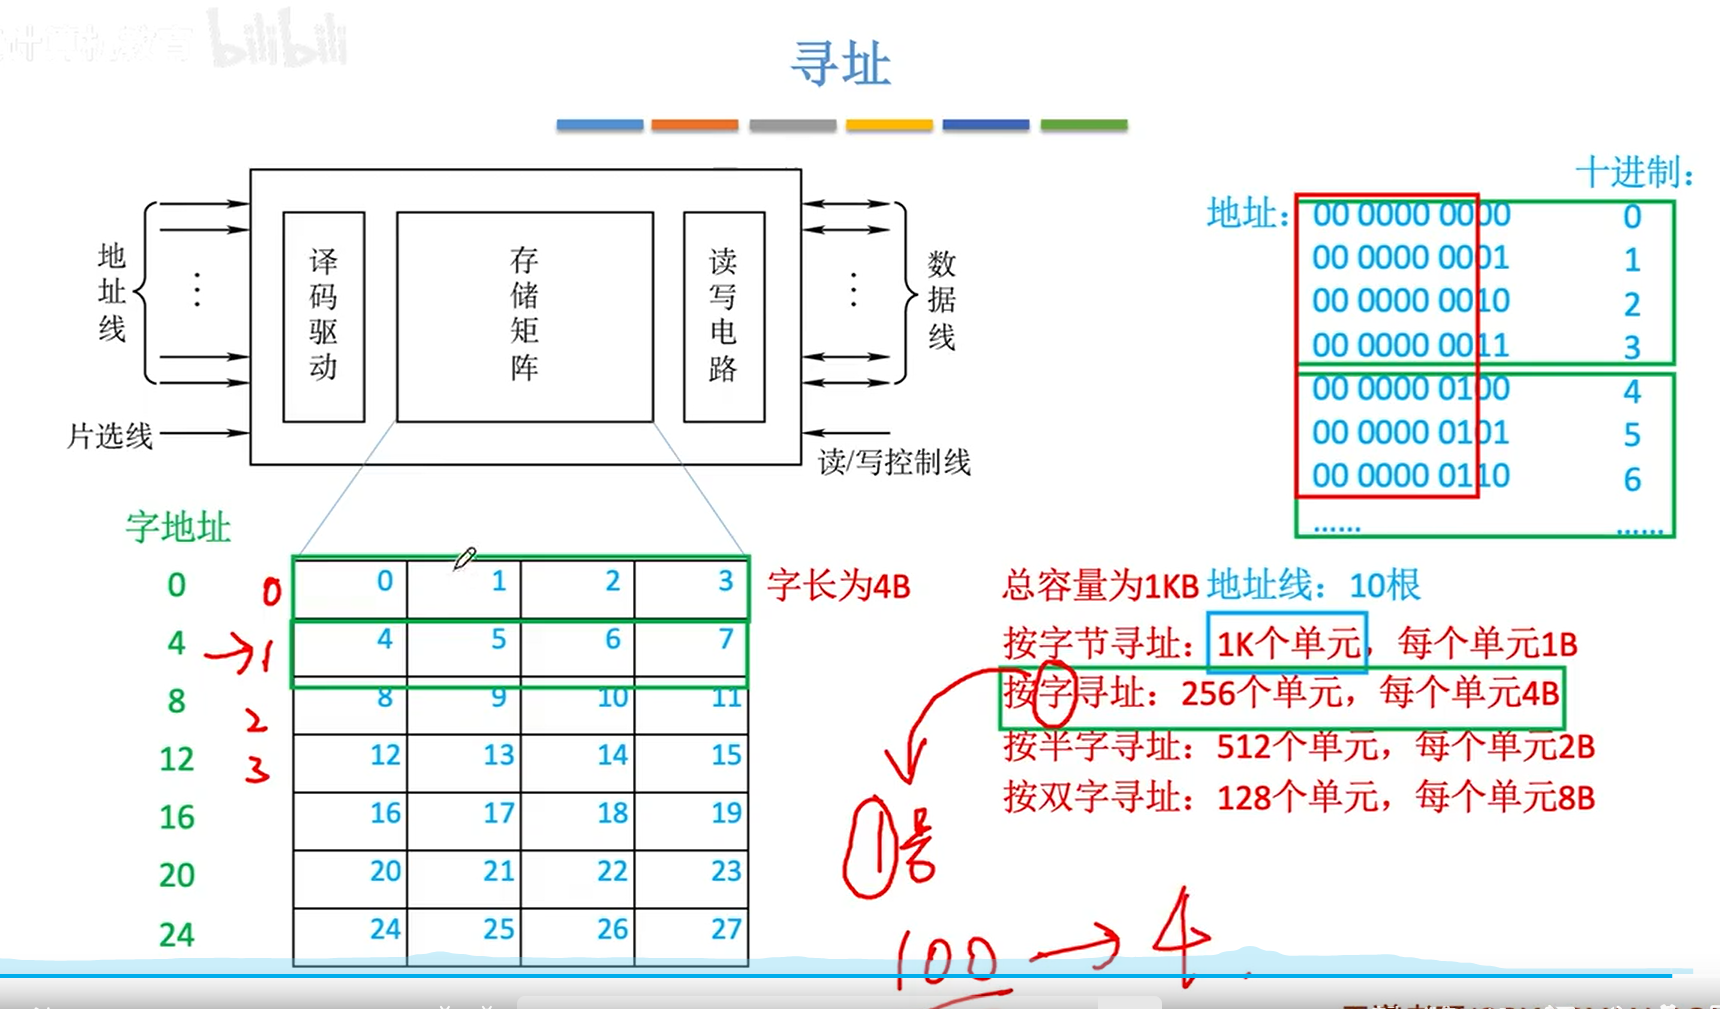 计算机教育 bilibili
寻址
十进制：
地址：
00 0000 0000 0
00 0000 0001 1
00 0000 0010 2
00 0000 0011 3
00 0000 0100 4
00 0000 0101 5
00 0000 0110 6
...... ......
地址线
译码驱动
存储矩阵
读写电路
数据线
片选线
读/写控制线
字地址
0 0 0 1 2 3 字长为4B
4 1 4 5 6 7
8 2 8 9 10 11
12 3 12 13 14 15
16 16 17 18 19
20 20 21 22 23
24 24 25 26 27
总容量为1KB 地址线：10根
按字节寻址：1K个单元，每个单元1B
按字寻址：256个单元，每个单元4B
按半字寻址：512个单元，每个单元2B
按双字寻址：128个单元，每个单元8B
1号
100 → 4